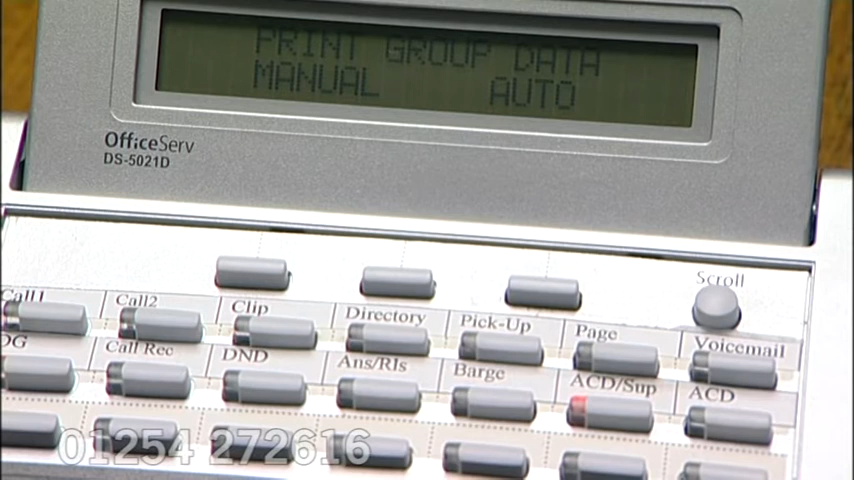 PRINT GROUP DATA
MANUAL AUTO
OfficeServ
DS-5021D
Scroll
Call1 Call2 Clip Directory Pick-Up Page Voicemail
Call Rec DND Ans/Rls Barge ACD/Sup ACD
01254 272616